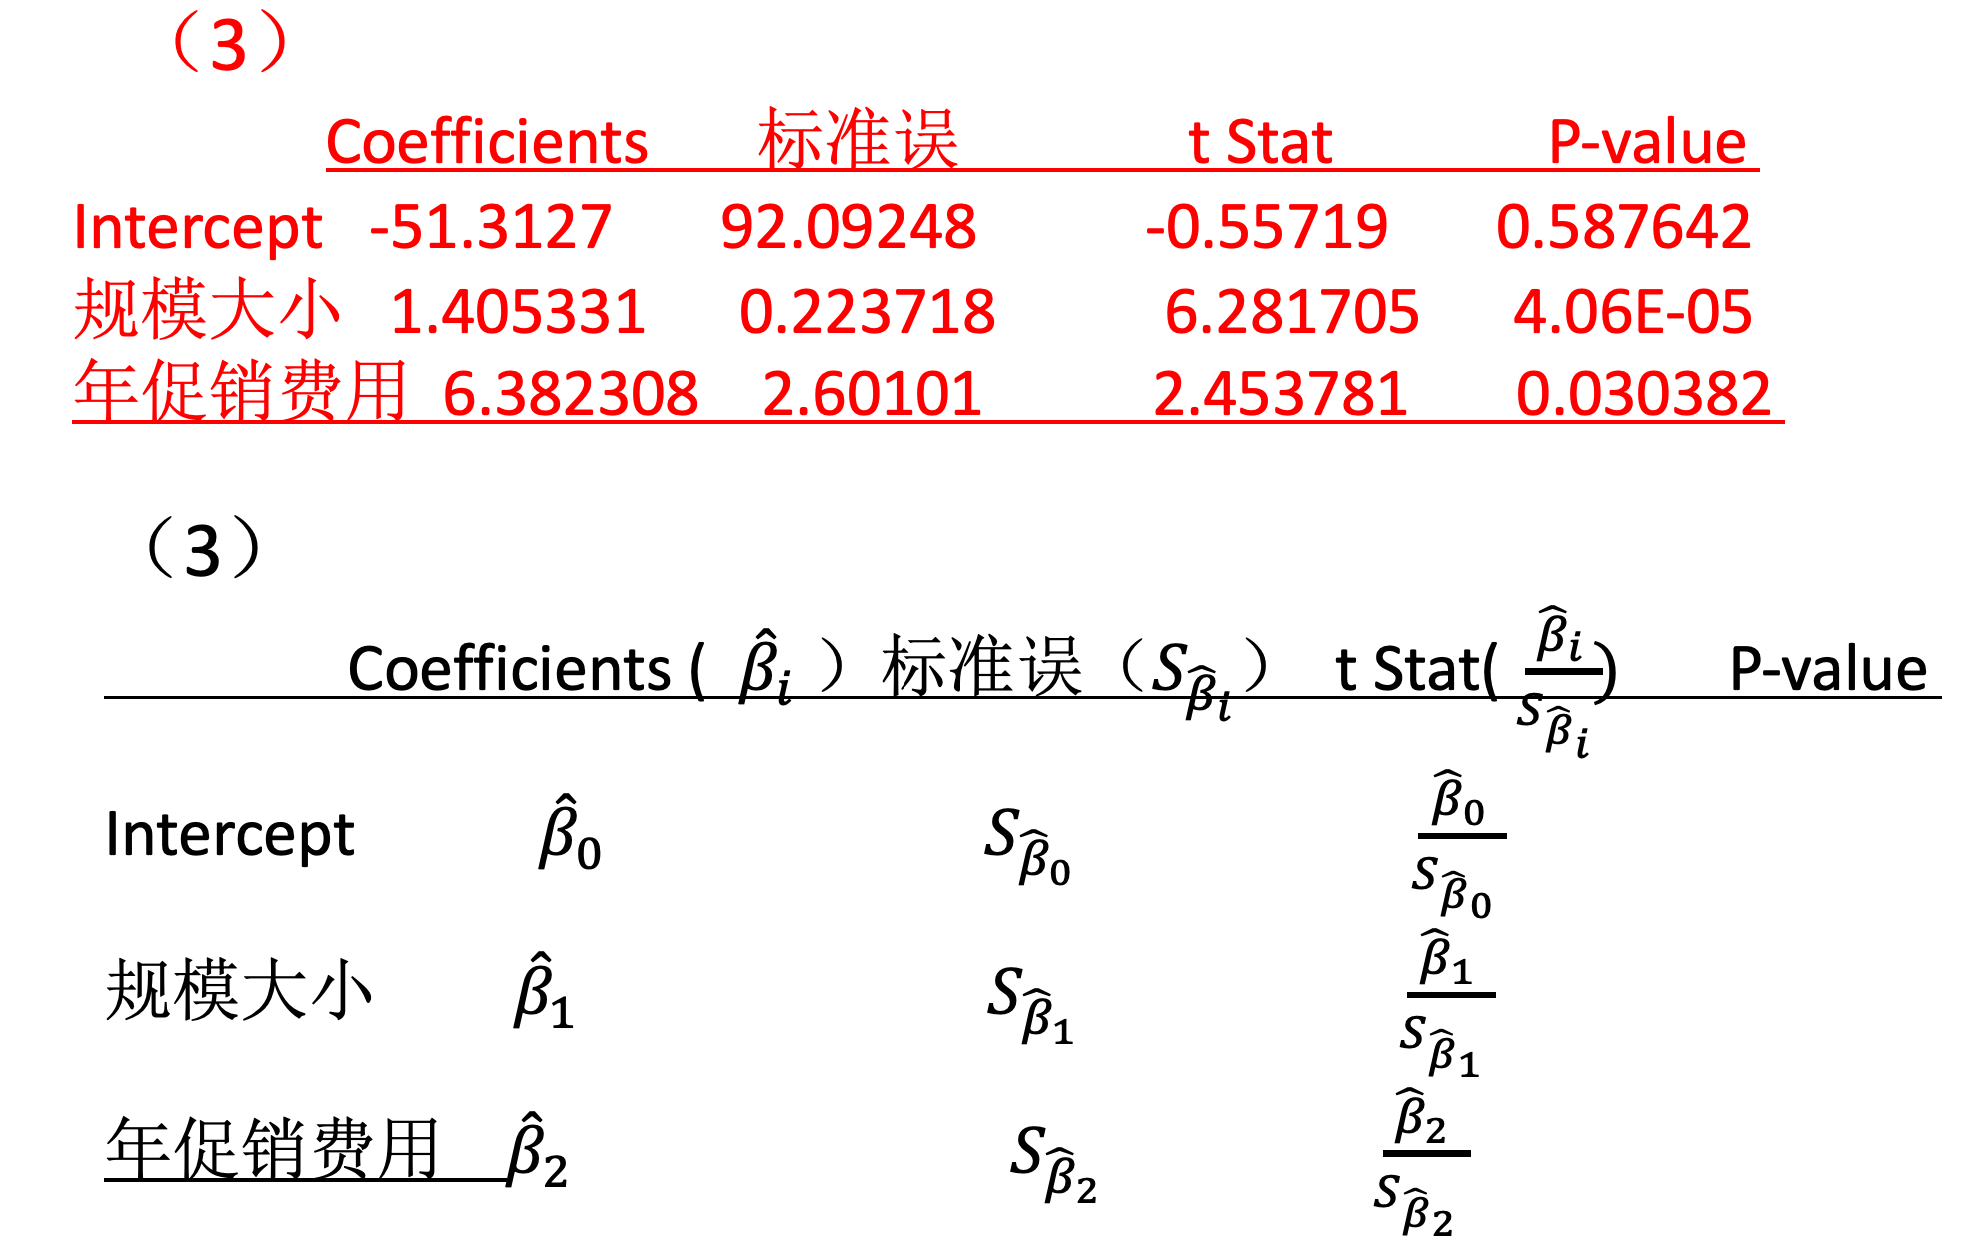 （3）
Coefficients 标准误 t Stat P-value
Intercept -51.3127 92.09248 -0.55719 0.587642
规模大小 1.405331 0.223718 6.281705 4.06E-05
年促销费用 6.382308 2.60101 2.453781 0.030382
（3）
Coefficients ( $\hat{\beta}_i$ ）标准误（$S_{\hat{\beta}_i}$） t Stat( $\frac{\hat{\beta}_i}{s_{\hat{\beta}_i}}$) P-value
Intercept $\hat{\beta}_0$ $S_{\hat{\beta}_0}$ $\frac{\hat{\beta}_0}{s_{\hat{\beta}_0}}$
规模大小 $\hat{\beta}_1$ $S_{\hat{\beta}_1}$ $\frac{\hat{\beta}_1}{s_{\hat{\beta}_1}}$
年促销费用 $\hat{\beta}_2$ $S_{\hat{\beta}_2}$ $\frac{\hat{\beta}_2}{s_{\hat{\beta}_2}}$